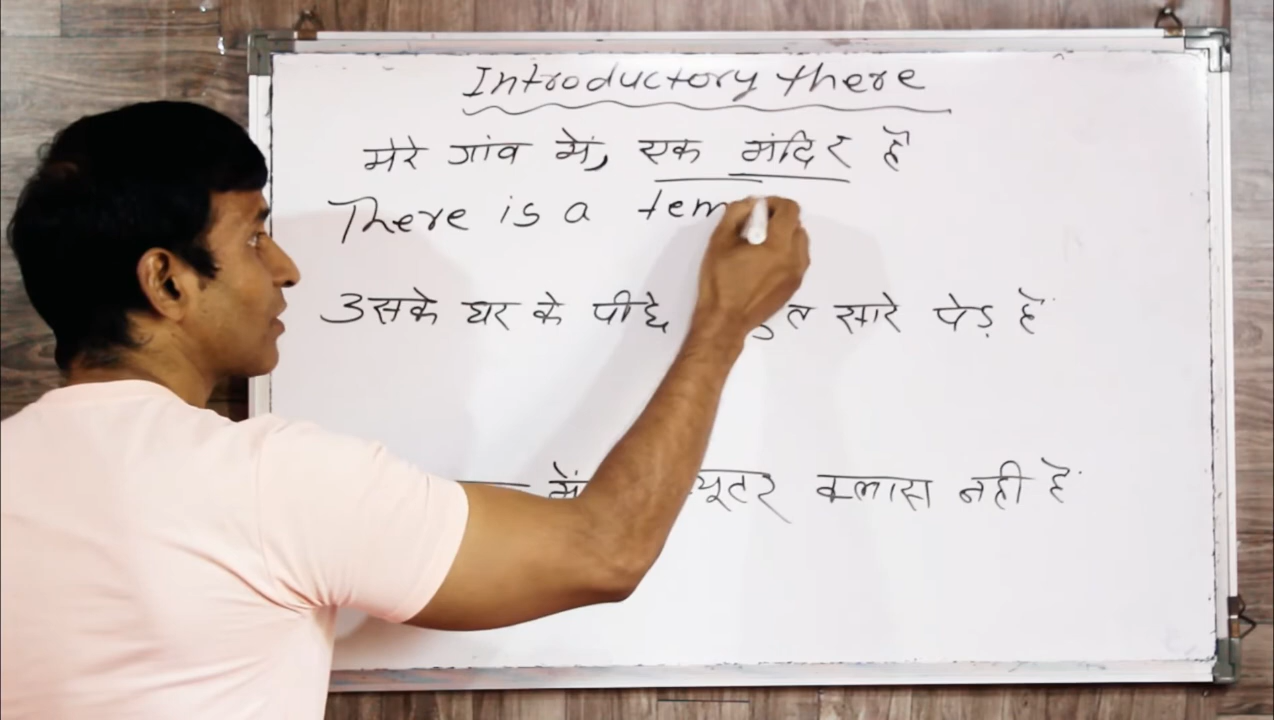 Introductory there
मेरे गांव में, एक मंदिर है
There is a tem
उसके घर के पीछे सारे पेड़ हैं
में क्लास नही हैं